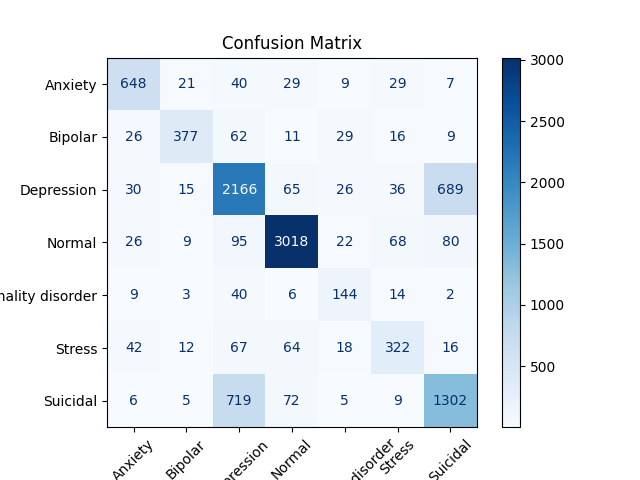 Confusion Matrix
Anxiety 648 21 40 29 9 29 7
Bipolar 26 377 62 11 29 16 9
Depression 30 15 2166 65 26 36 689
Normal 26 9 95 3018 22 68 80
nality disorder 9 3 40 6 144 14 2
Stress 42 12 67 64 18 322 16
Suicidal 6 5 719 72 5 9 1302
Anxiety Bipolar ression Normal disorder Stress Suicidal
3000
2500
2000
1500
1000
500